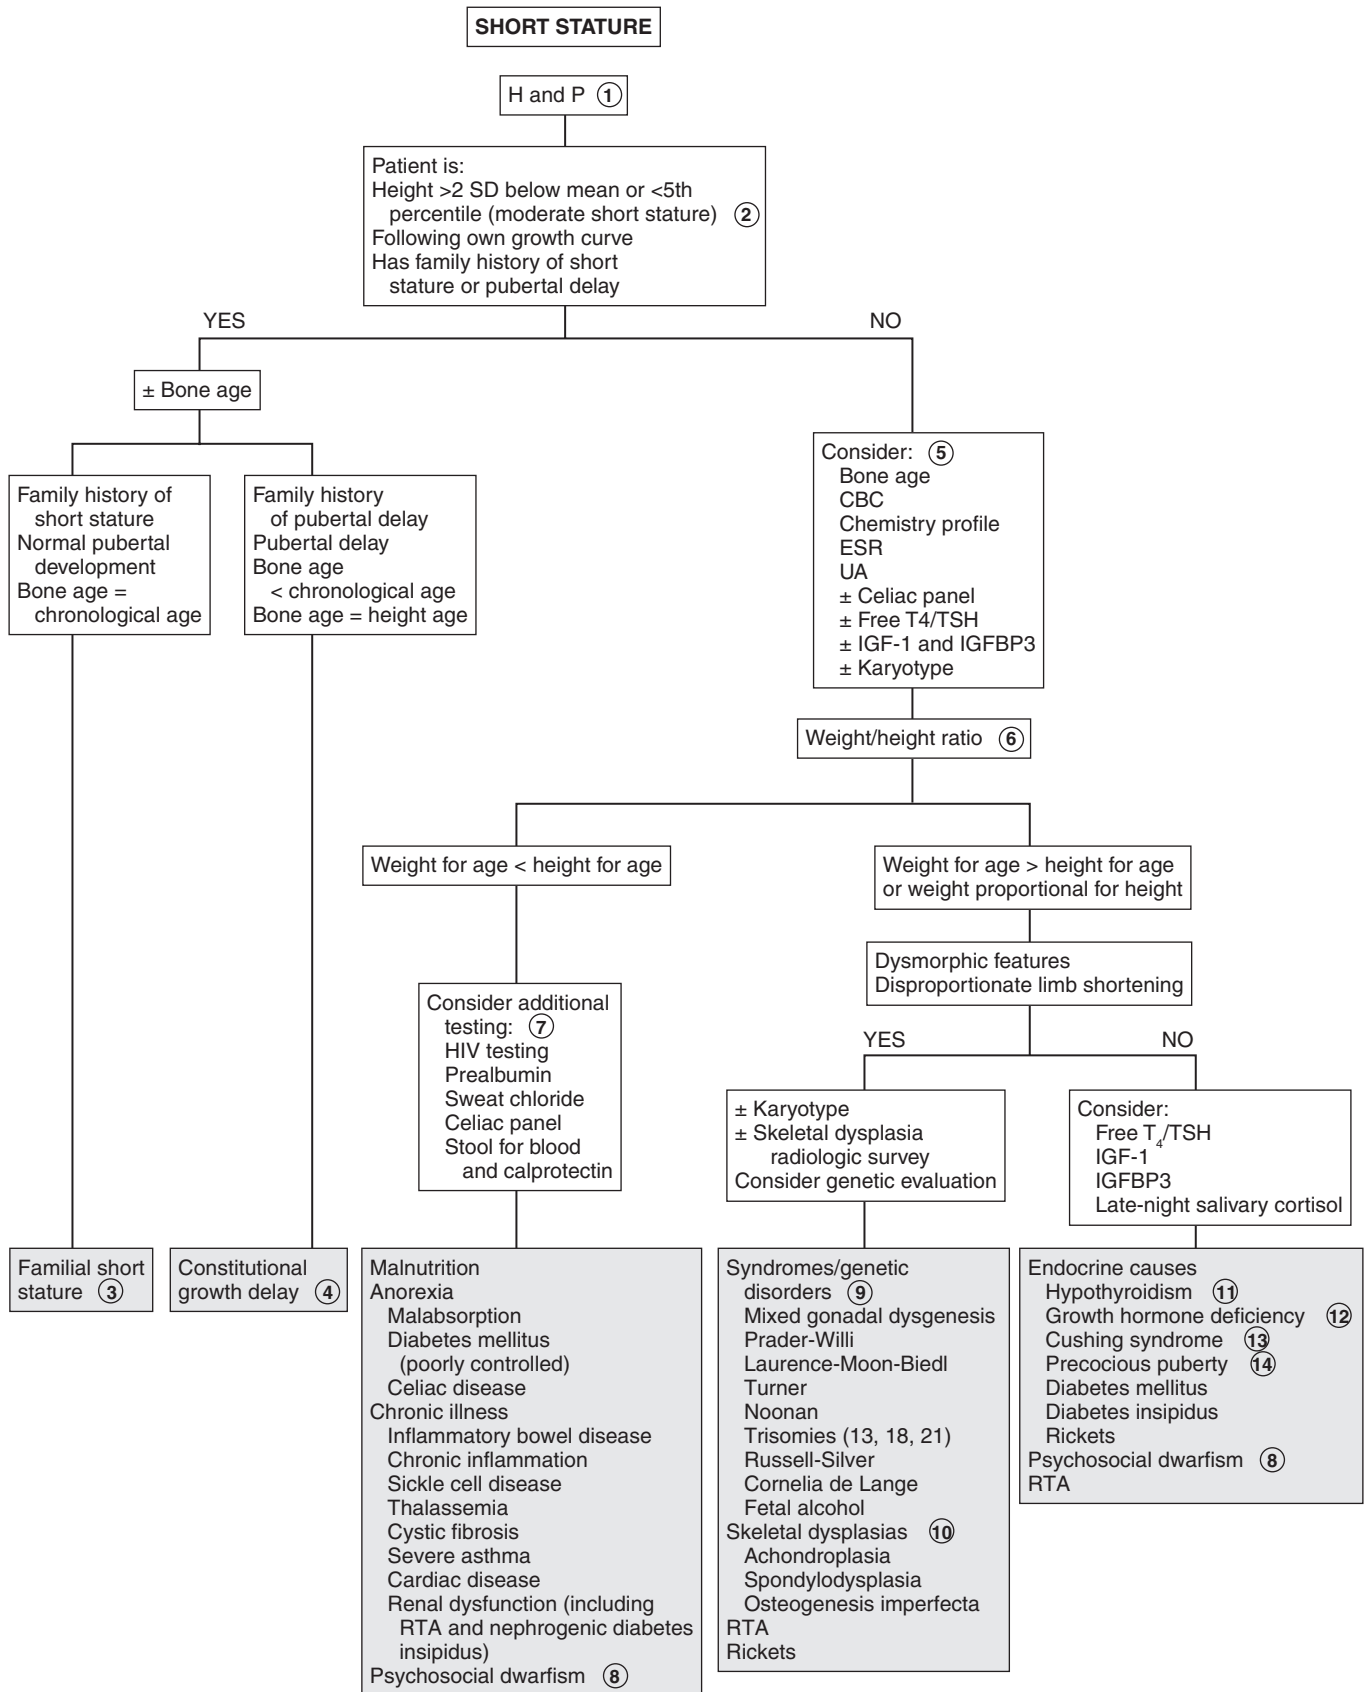 SHORT STATURE
H and P ①
Patient is:
Height >2 SD below mean or <5th
percentile (moderate short stature) ②
Following own growth curve
Has family history of short
stature or pubertal delay
YES
NO
± Bone age
Family history of
short stature
Normal pubertal
development
Bone age =
chronological age
Family history
of pubertal delay
Pubertal delay
Bone age
< chronological age
Bone age = height age
Consider: ⑤
Bone age
CBC
Chemistry profile
ESR
UA
± Celiac panel
± Free T4/TSH
± IGF-1 and IGFBP3
± Karyotype
Weight/height ratio ⑥
Weight for age < height for age
Weight for age > height for age
or weight proportional for height
Dysmorphic features
Disproportionate limb shortening
YES
NO
Consider additional
testing: ⑦
HIV testing
Prealbumin
Sweat chloride
Celiac panel
Stool for blood
and calprotectin
± Karyotype
± Skeletal dysplasia
radiologic survey
Consider genetic evaluation
Consider:
Free T₄/TSH
IGF-1
IGFBP3
Late-night salivary cortisol
Familial short
stature ③
Constitutional
growth delay ④
Malnutrition
Anorexia
Malabsorption
Diabetes mellitus
(poorly controlled)
Celiac disease
Chronic illness
Inflammatory bowel disease
Chronic inflammation
Sickle cell disease
Thalassemia
Cystic fibrosis
Severe asthma
Cardiac disease
Renal dysfunction (including
RTA and nephrogenic diabetes
insipidus)
Psychosocial dwarfism ⑧
Syndromes/genetic
disorders ⑨
Mixed gonadal dysgenesis
Prader-Willi
Laurence-Moon-Biedl
Turner
Noonan
Trisomies (13, 18, 21)
Russell-Silver
Cornelia de Lange
Fetal alcohol
Skeletal dysplasias ⑩
Achondroplasia
Spondylodysplasia
Osteogenesis imperfecta
RTA
Rickets
Endocrine causes
Hypothyroidism ⑪
Growth hormone deficiency ⑫
Cushing syndrome ⑬
Precocious puberty ⑭
Diabetes mellitus
Diabetes insipidus
Rickets
Psychosocial dwarfism ⑧
RTA